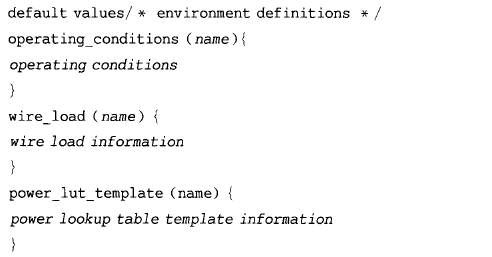 default values/* environment definitions */
operating_conditions (name){
operating conditions
}
wire_load (name) {
wire load information
}
power_lut_template (name) {
power lookup table template information
}